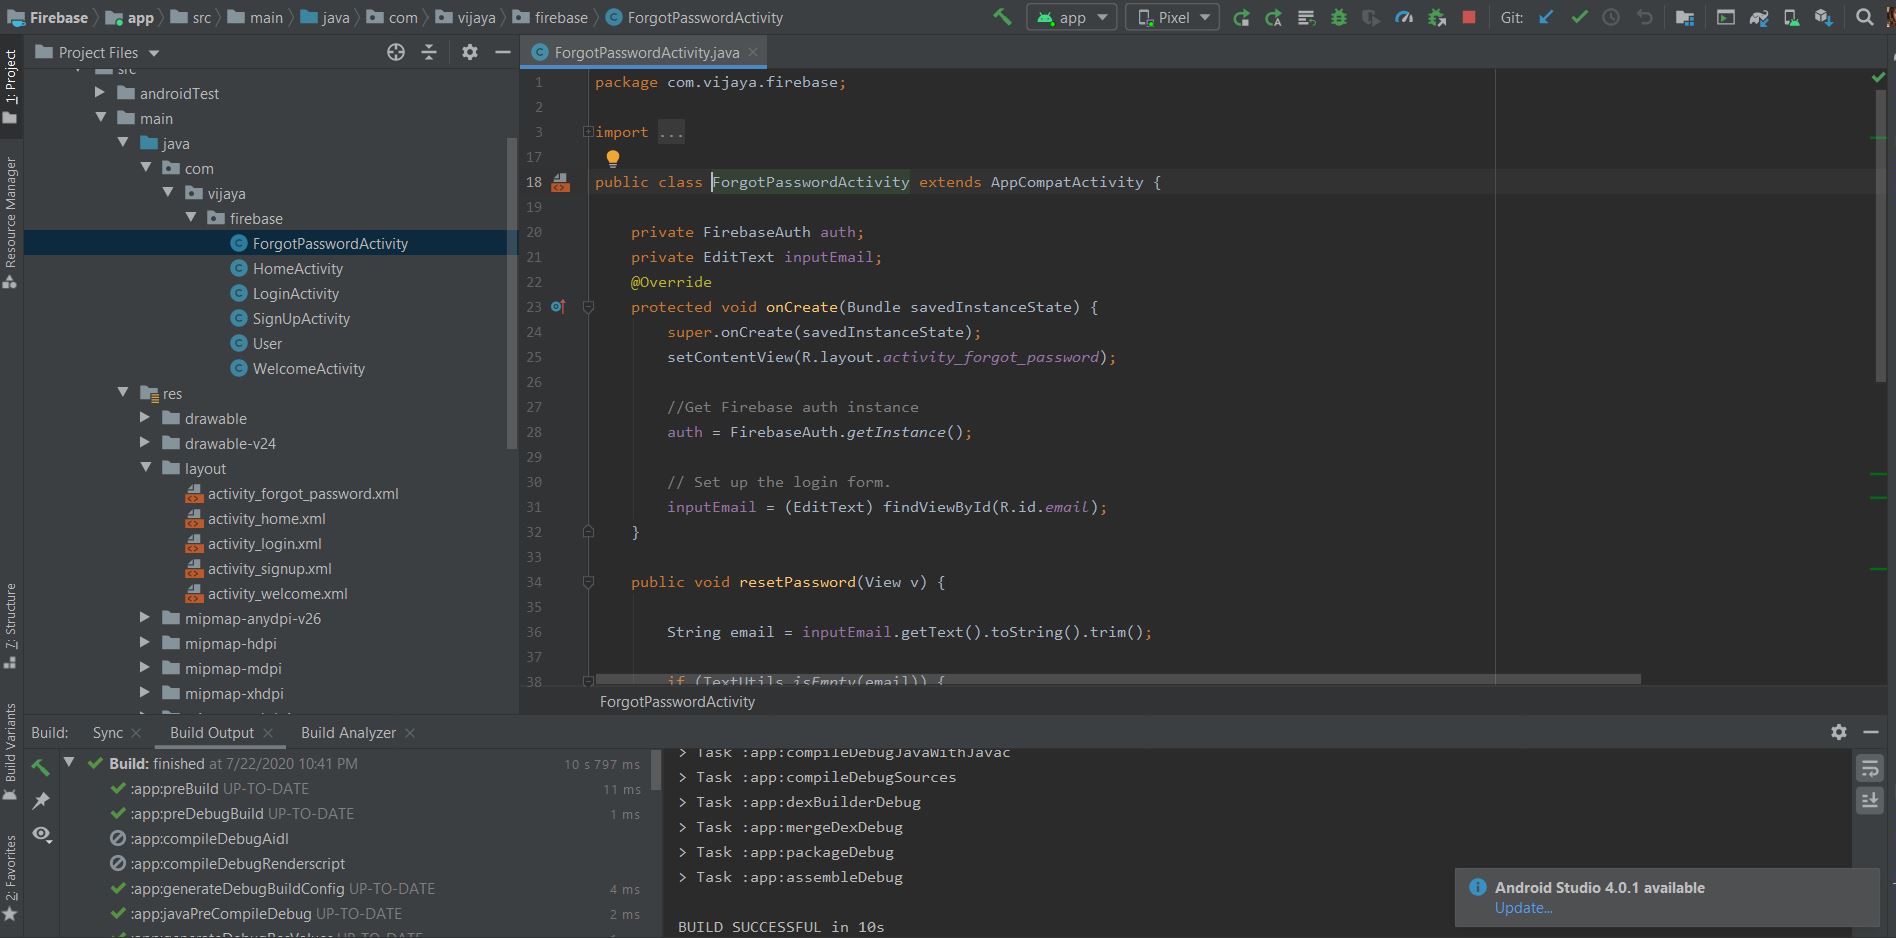 Firebase app src main java com vijaya firebase ForgotPasswordActivity
app Pixel Git:
1: Project
Resource Manager
7: Structure
Build Variants
2: Favorites
Project Files
src
androidTest
main
java
com
vijaya
firebase
ForgotPasswordActivity
HomeActivity
LoginActivity
SignUpActivity
User
WelcomeActivity
res
drawable
drawable-v24
layout
activity_forgot_password.xml
activity_home.xml
activity_login.xml
activity_signup.xml
activity_welcome.xml
mipmap-anydpi-v26
mipmap-hdpi
mipmap-mdpi
mipmap-xhdpi
ForgotPasswordActivity.java
1 package com.vijaya.firebase;
2
3 import ...
17
18 public class ForgotPasswordActivity extends AppCompatActivity {
19
20 private FirebaseAuth auth;
21 private EditText inputEmail;
22 @Override
23 protected void onCreate(Bundle savedInstanceState) {
24 super.onCreate(savedInstanceState);
25 setContentView(R.layout.activity_forgot_password);
26
27 //Get Firebase auth instance
28 auth = FirebaseAuth.getInstance();
29
30 // Set up the login form.
31 inputEmail = (EditText) findViewById(R.id.email);
32 }
33
34 public void resetPassword(View v) {
35
36 String email = inputEmail.getText().toString().trim();
37
38 if (TextUtils.isEmpty(email)) {
ForgotPasswordActivity
Build: Sync Build Output Build Analyzer
Build: finished at 7/22/2020 10:41 PM 10 s 797 ms
:app:preBuild UP-TO-DATE 11 ms
:app:preDebugBuild UP-TO-DATE 1 ms
:app:compileDebugAidl
:app:compileDebugRenderscript
:app:generateDebugBuildConfig UP-TO-DATE 4 ms
:app:javaPreCompileDebug UP-TO-DATE 2 ms
:app:generateDebugResValues UP-TO-DATE
> Task :app:compileDebugJavaWithJavac
> Task :app:compileDebugSources
> Task :app:dexBuilderDebug
> Task :app:mergeDexDebug
> Task :app:packageDebug
> Task :app:assembleDebug
BUILD SUCCESSFUL in 10s
Android Studio 4.0.1 available
Update...